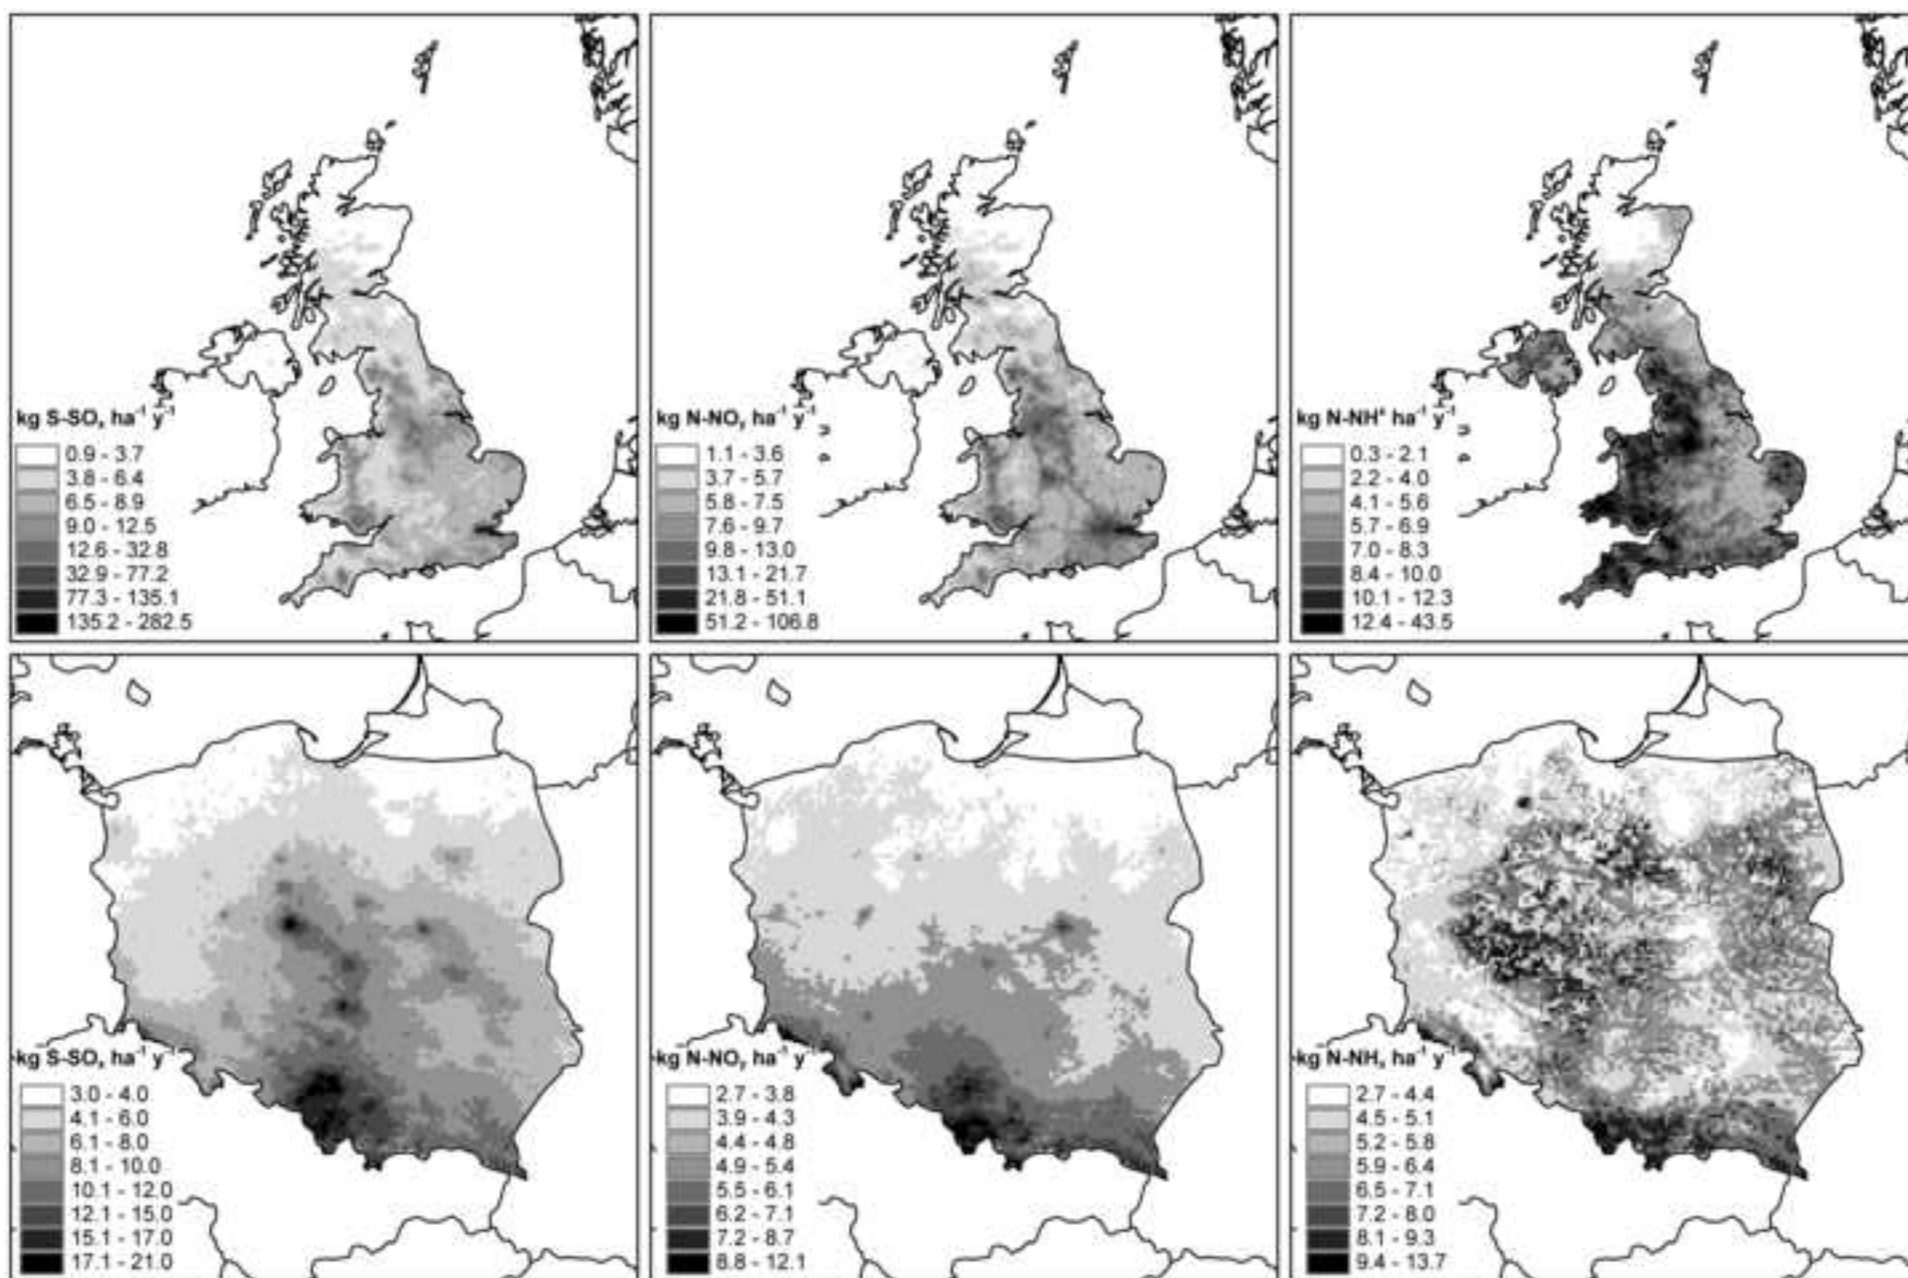 kg S-SOₓ ha⁻¹ y⁻¹
0.9 - 3.7
3.8 - 6.4
6.5 - 8.9
9.0 - 12.5
12.6 - 32.8
32.9 - 77.2
77.3 - 135.1
135.2 - 282.5
kg N-NOᵧ ha⁻¹ y⁻¹
1.1 - 3.6
3.7 - 5.7
5.8 - 7.5
7.6 - 9.7
9.8 - 13.0
13.1 - 21.7
21.8 - 51.1
51.2 - 106.8
kg N-NHˣ ha⁻¹ y⁻¹
0.3 - 2.1
2.2 - 4.0
4.1 - 5.6
5.7 - 6.9
7.0 - 8.3
8.4 - 10.0
10.1 - 12.3
12.4 - 43.5
kg S-SOₓ ha⁻¹ y⁻¹
3.0 - 4.0
4.1 - 6.0
6.1 - 8.0
8.1 - 10.0
10.1 - 12.0
12.1 - 15.0
15.1 - 17.0
17.1 - 21.0
kg N-NOᵧ ha⁻¹ y⁻¹
2.7 - 3.8
3.9 - 4.3
4.4 - 4.8
4.9 - 5.4
5.5 - 6.1
6.2 - 7.1
7.2 - 8.7
8.8 - 12.1
kg N-NHₓ ha⁻¹ y⁻¹
2.7 - 4.4
4.5 - 5.1
5.2 - 5.8
5.9 - 6.4
6.5 - 7.1
7.2 - 8.0
8.1 - 9.3
9.4 - 13.7